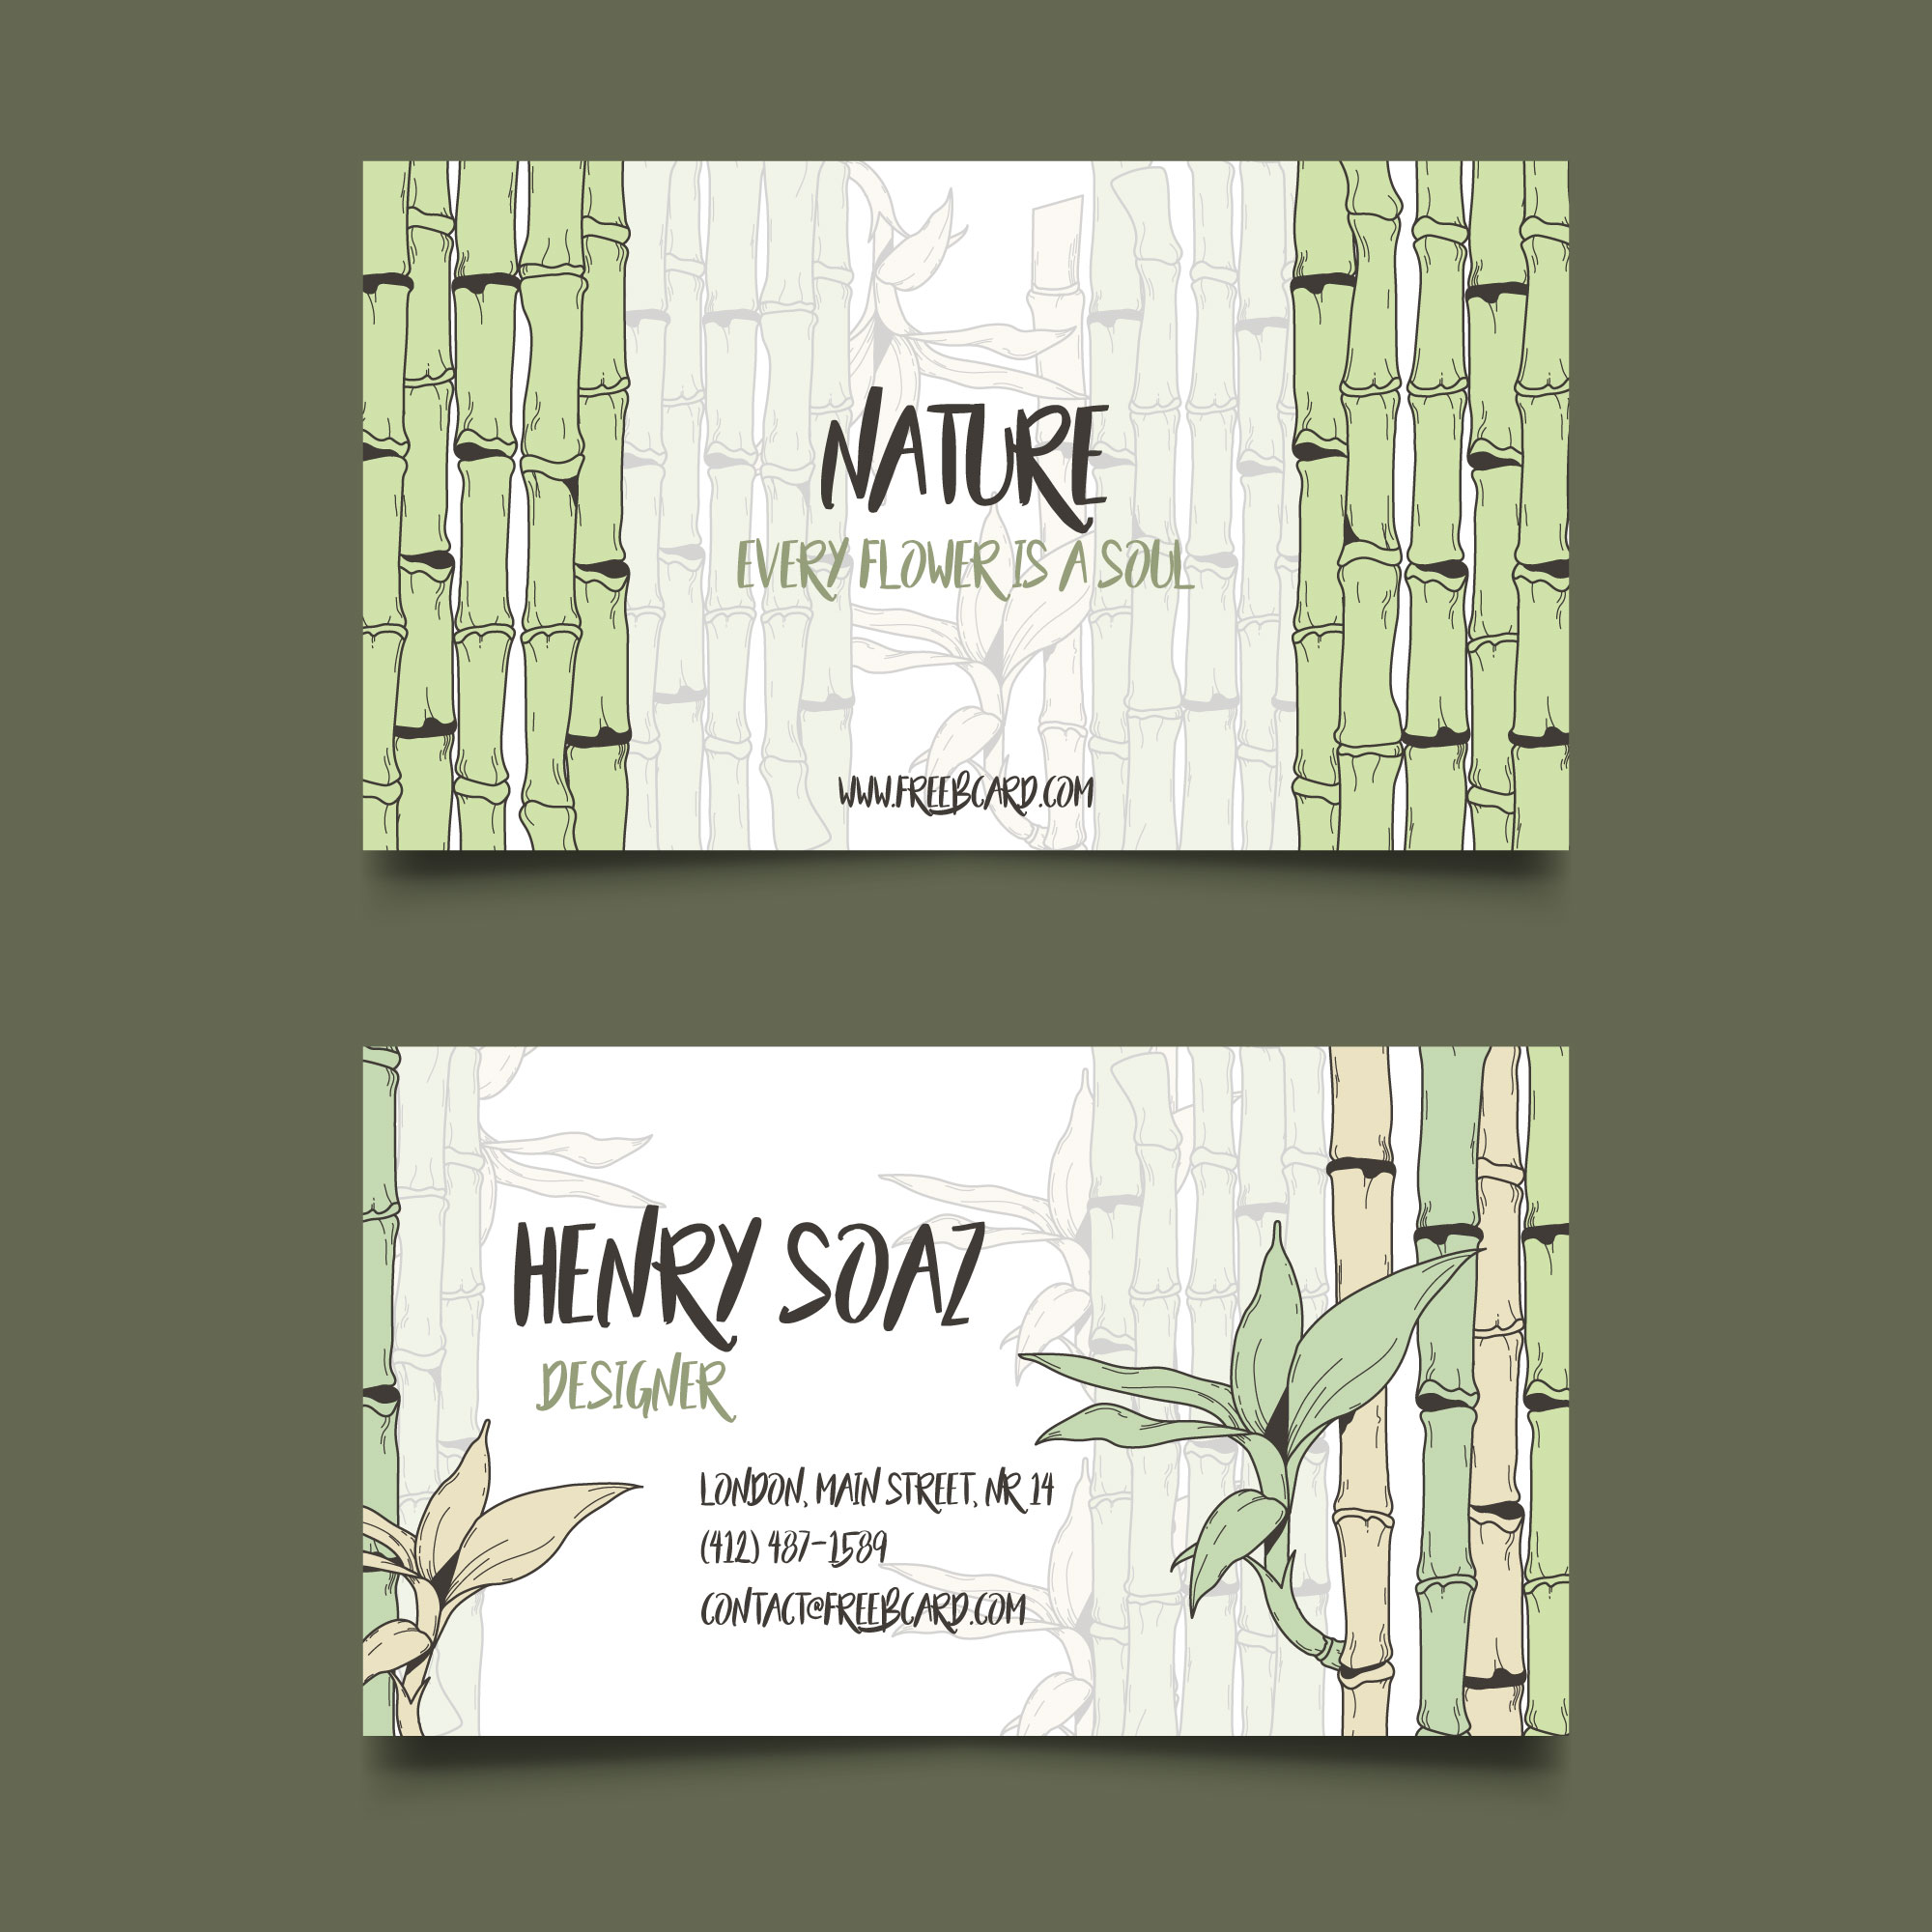 NATURE
EVERY FLOWER IS A SOUL
WWW.FREEBCARD.COM
HENRY SOAZ
DESIGNER
LONDON, MAIN STREET, NR 14
(412) 487-1589
CONTACT@FREEBCARD.COM